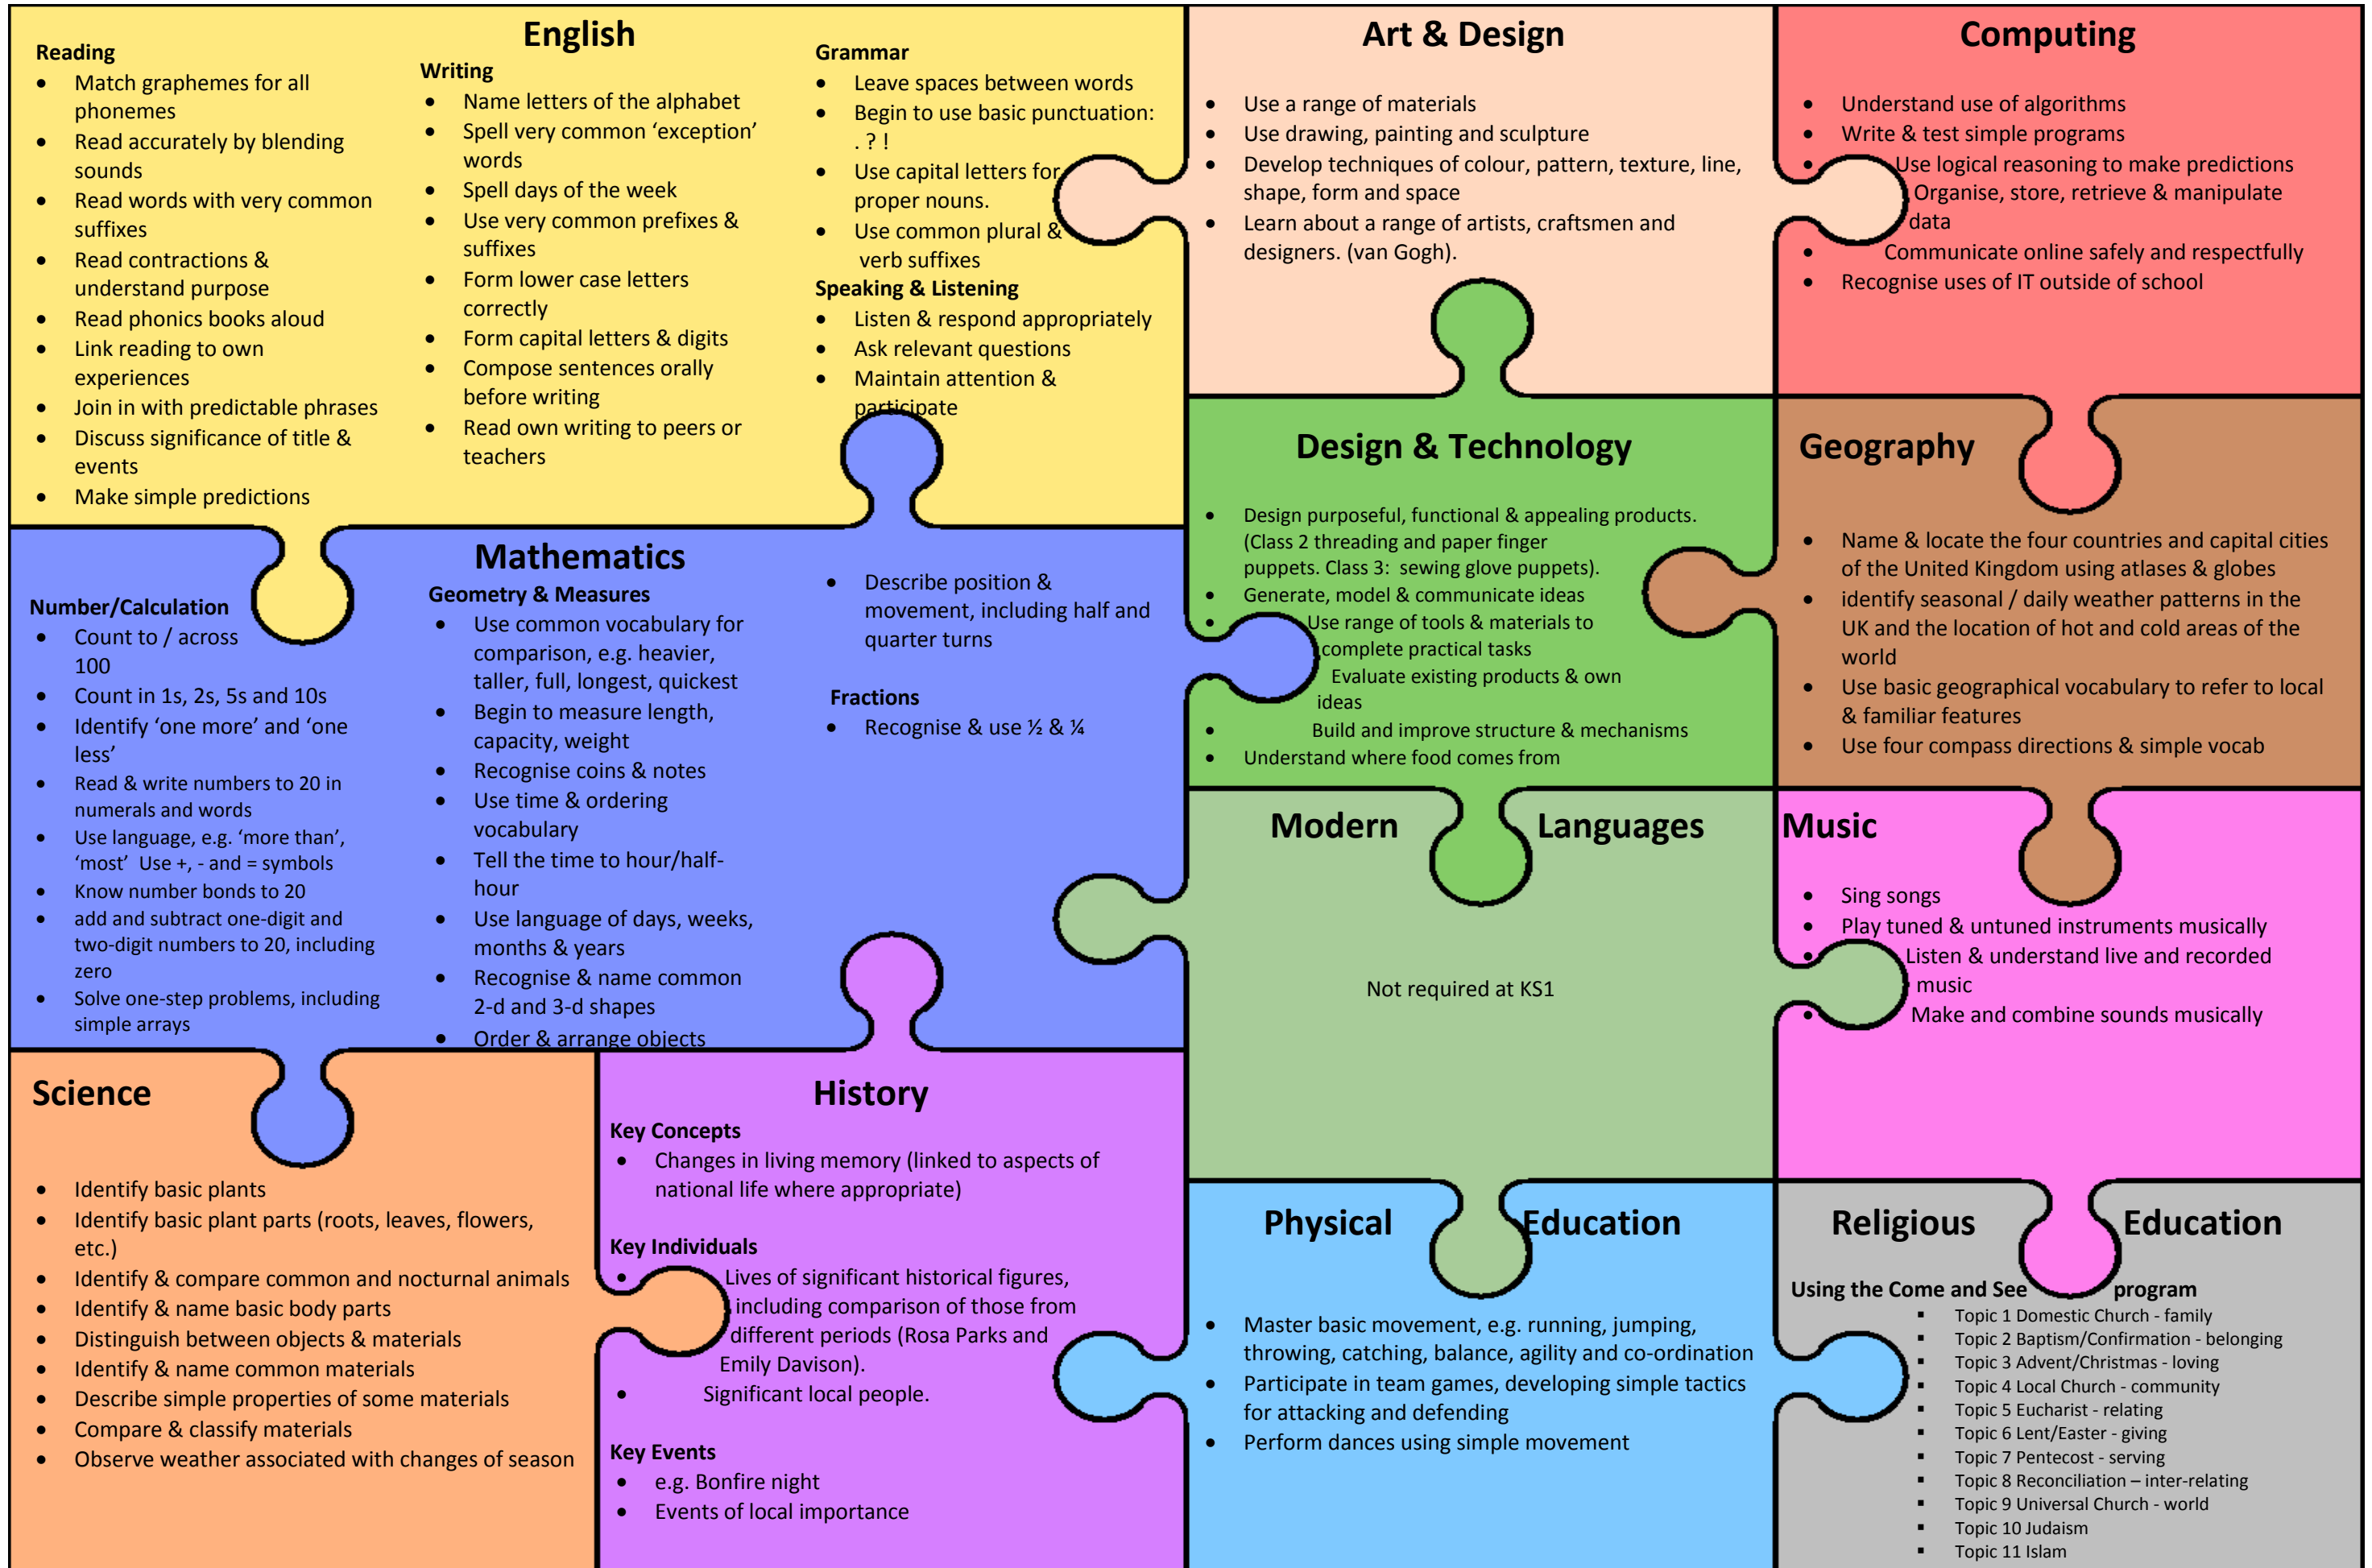 English
Reading
• Match graphemes for all
phonemes
• Read accurately by blending
sounds
• Read words with very common
suffixes
• Read contractions &
understand purpose
• Read phonics books aloud
• Link reading to own
experiences
• Join in with predictable phrases
• Discuss significance of title &
events
• Make simple predictions
Writing
• Name letters of the alphabet
• Spell very common ‘exception’
words
• Spell days of the week
• Use very common prefixes &
suffixes
• Form lower case letters
correctly
• Form capital letters & digits
• Compose sentences orally
before writing
• Read own writing to peers or
teachers
Grammar
• Leave spaces between words
• Begin to use basic punctuation:
. ? !
• Use capital letters for
proper nouns.
• Use common plural &
verb suffixes
Speaking & Listening
• Listen & respond appropriately
• Ask relevant questions
• Maintain attention &
participate
Art & Design
• Use a range of materials
• Use drawing, painting and sculpture
• Develop techniques of colour, pattern, texture, line,
shape, form and space
• Learn about a range of artists, craftsmen and
designers. (van Gogh).
Computing
• Understand use of algorithms
• Write & test simple programs
• Use logical reasoning to make predictions
Organise, store, retrieve & manipulate
data
• Communicate online safely and respectfully
• Recognise uses of IT outside of school
Mathematics
Number/Calculation
• Count to / across
100
• Count in 1s, 2s, 5s and 10s
• Identify ‘one more’ and ‘one
less’
• Read & write numbers to 20 in
numerals and words
• Use language, e.g. ‘more than’,
‘most’ Use +, - and = symbols
• Know number bonds to 20
• add and subtract one-digit and
two-digit numbers to 20, including
zero
• Solve one-step problems, including
simple arrays
Geometry & Measures
• Use common vocabulary for
comparison, e.g. heavier,
taller, full, longest, quickest
• Begin to measure length,
capacity, weight
• Recognise coins & notes
• Use time & ordering
vocabulary
• Tell the time to hour/half-
hour
• Use language of days, weeks,
months & years
• Recognise & name common
2-d and 3-d shapes
• Order & arrange objects
• Describe position &
movement, including half and
quarter turns
Fractions
• Recognise & use ½ & ¼
Design & Technology
• Design purposeful, functional & appealing products.
(Class 2 threading and paper finger
puppets. Class 3: sewing glove puppets).
• Generate, model & communicate ideas
• Use range of tools & materials to
complete practical tasks
• Evaluate existing products & own
ideas
• Build and improve structure & mechanisms
• Understand where food comes from
Geography
• Name & locate the four countries and capital cities
of the United Kingdom using atlases & globes
• identify seasonal / daily weather patterns in the
UK and the location of hot and cold areas of the
world
• Use basic geographical vocabulary to refer to local
& familiar features
• Use four compass directions & simple vocab
Modern Languages
Not required at KS1
Music
• Sing songs
• Play tuned & untuned instruments musically
• Listen & understand live and recorded
music
• Make and combine sounds musically
Science
• Identify basic plants
• Identify basic plant parts (roots, leaves, flowers,
etc.)
• Identify & compare common and nocturnal animals
• Identify & name basic body parts
• Distinguish between objects & materials
• Identify & name common materials
• Describe simple properties of some materials
• Compare & classify materials
• Observe weather associated with changes of season
History
Key Concepts
• Changes in living memory (linked to aspects of
national life where appropriate)
Key Individuals
• Lives of significant historical figures,
including comparison of those from
different periods (Rosa Parks and
Emily Davison).
• Significant local people.
Key Events
• e.g. Bonfire night
• Events of local importance
Physical Education
• Master basic movement, e.g. running, jumping,
throwing, catching, balance, agility and co-ordination
• Participate in team games, developing simple tactics
for attacking and defending
• Perform dances using simple movement
Religious Education
Using the Come and See program
▪ Topic 1 Domestic Church - family
▪ Topic 2 Baptism/Confirmation - belonging
▪ Topic 3 Advent/Christmas - loving
▪ Topic 4 Local Church - community
▪ Topic 5 Eucharist - relating
▪ Topic 6 Lent/Easter - giving
▪ Topic 7 Pentecost - serving
▪ Topic 8 Reconciliation – inter-relating
▪ Topic 9 Universal Church - world
▪ Topic 10 Judaism
▪ Topic 11 Islam